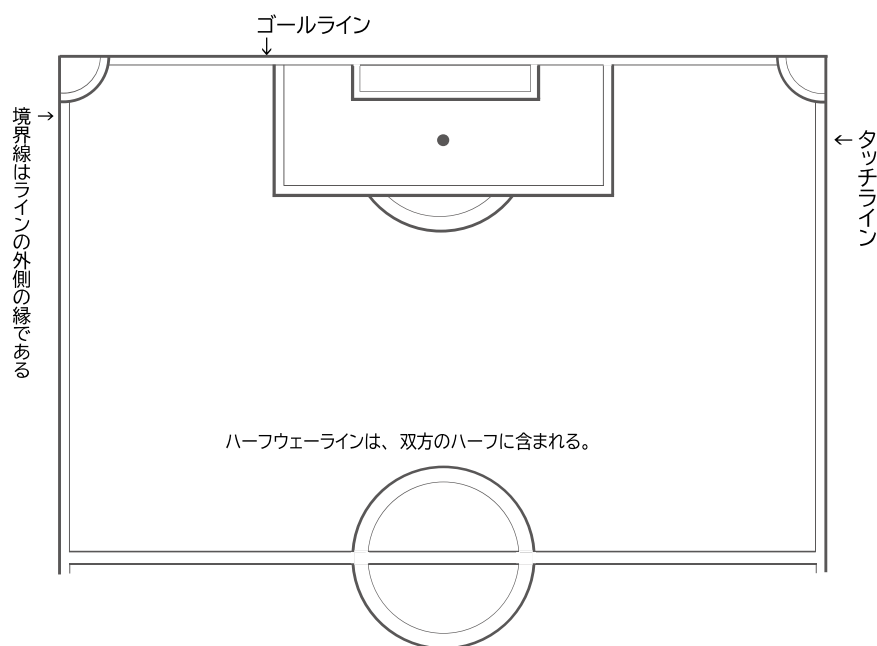 ゴールライン
↓
境界線はラインの外側の縁である →
← タッチライン
ハーフウェーラインは、双方のハーフに含まれる。